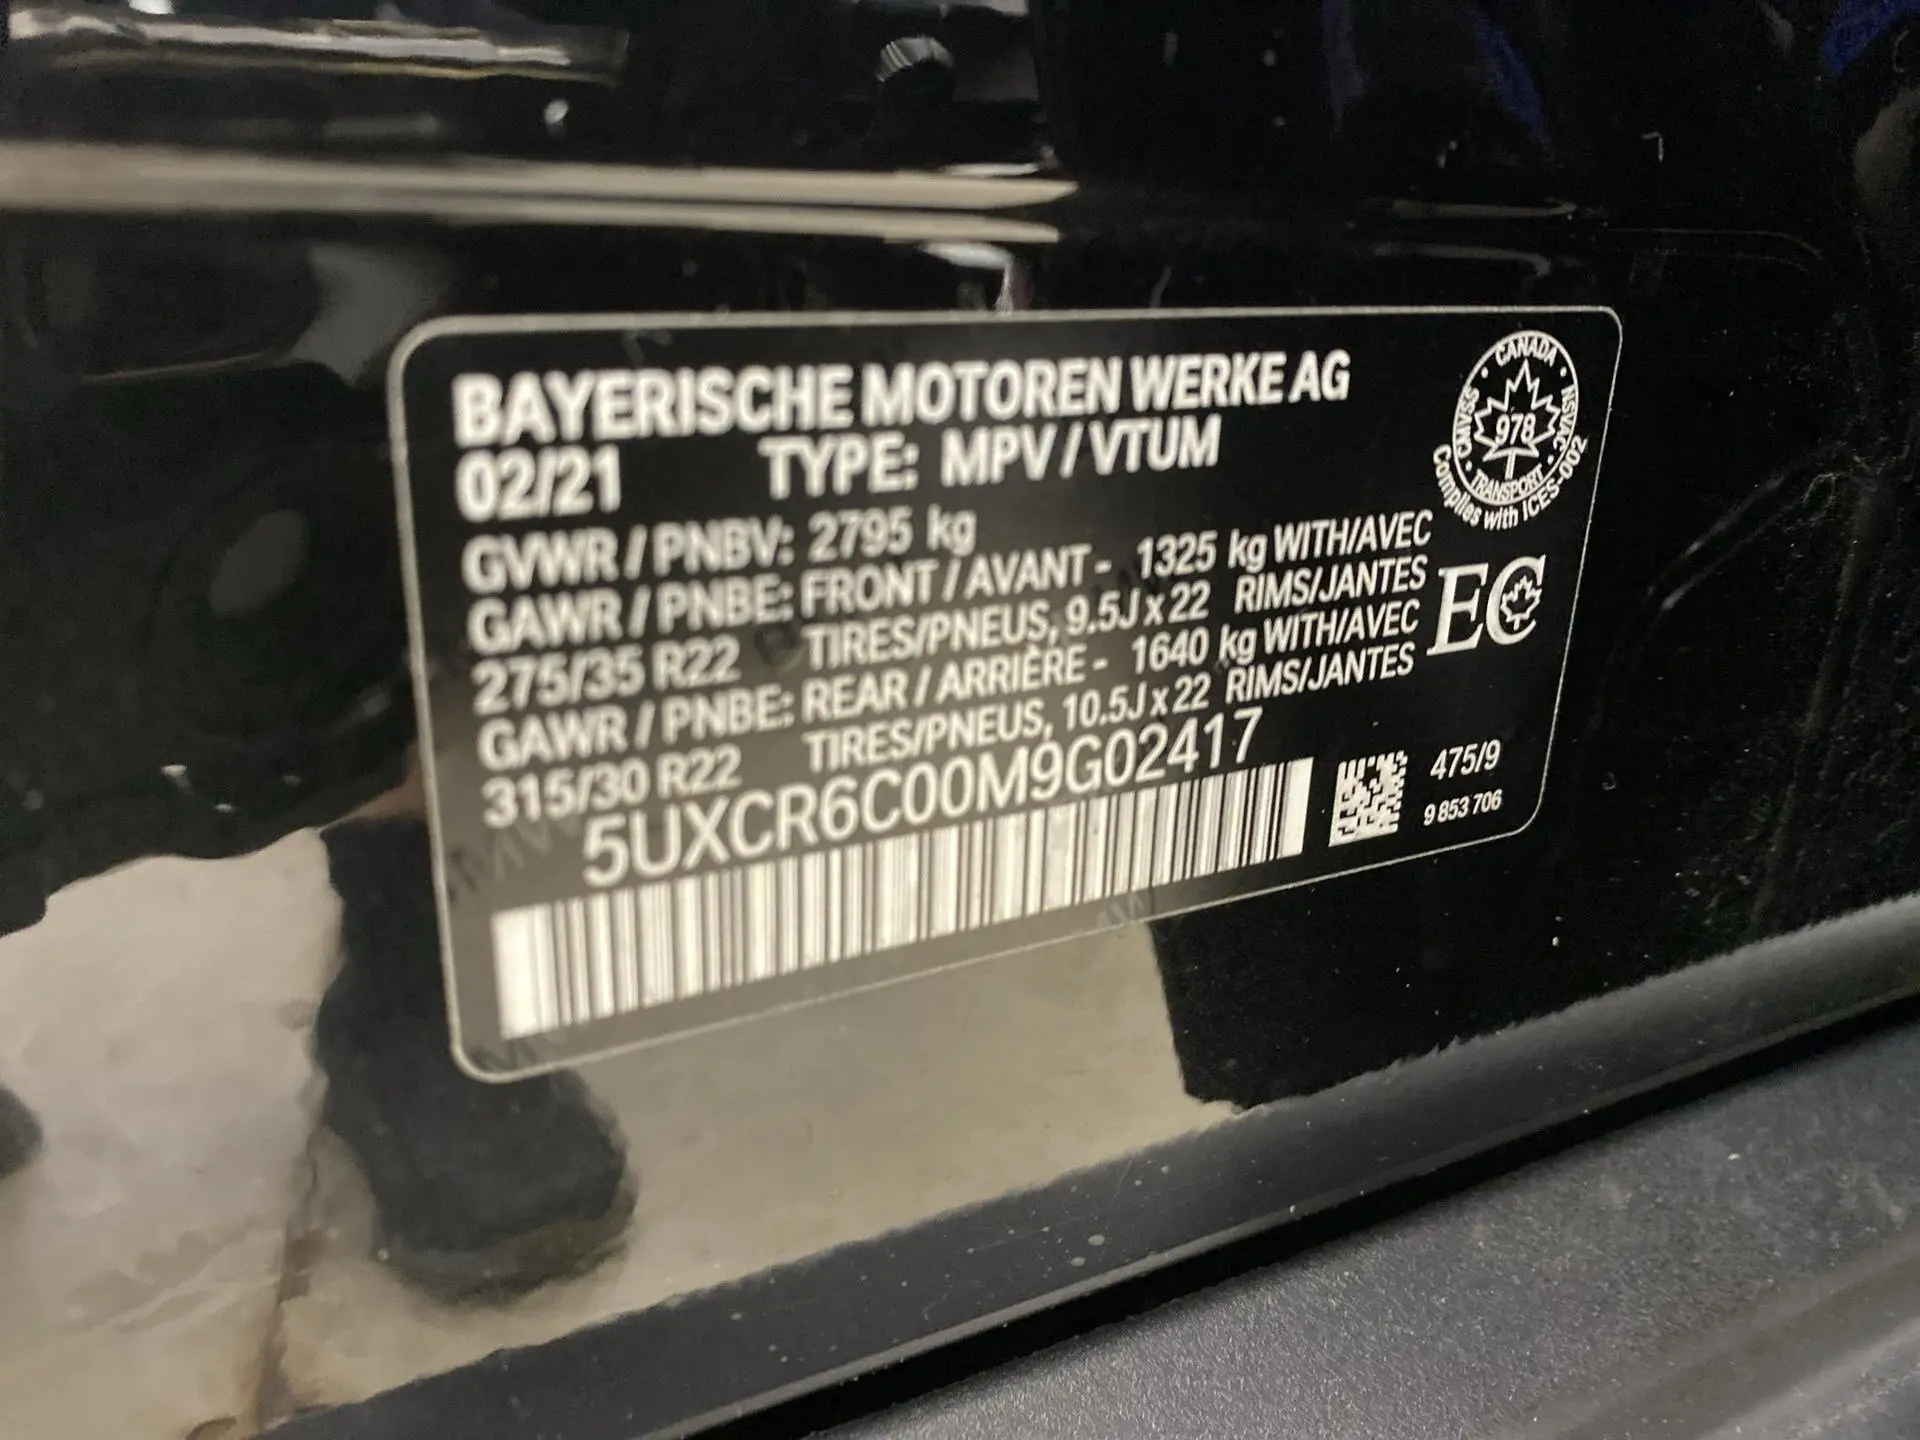 BAYERISCHE MOTOREN WERKE AG
02/21 TYPE: MPV / VTUM
GVWR / PNBV: 2795 kg
GAWR / PNBE: FRONT / AVANT - 1325 kg WITH/AVEC
275/35 R22 TIRES/PNEUS, 9.5J x 22 RIMS/JANTES
GAWR / PNBE: REAR / ARRIÈRE - 1640 kg WITH/AVEC
315/30 R22 TIRES/PNEUS, 10.5J x 22 RIMS/JANTES
5UXCR6C00M9G02417
475/9
9 853 706
CANADA
CMVSS
NSVAC
978
TRANSPORT
Complies with ICES-002
EC